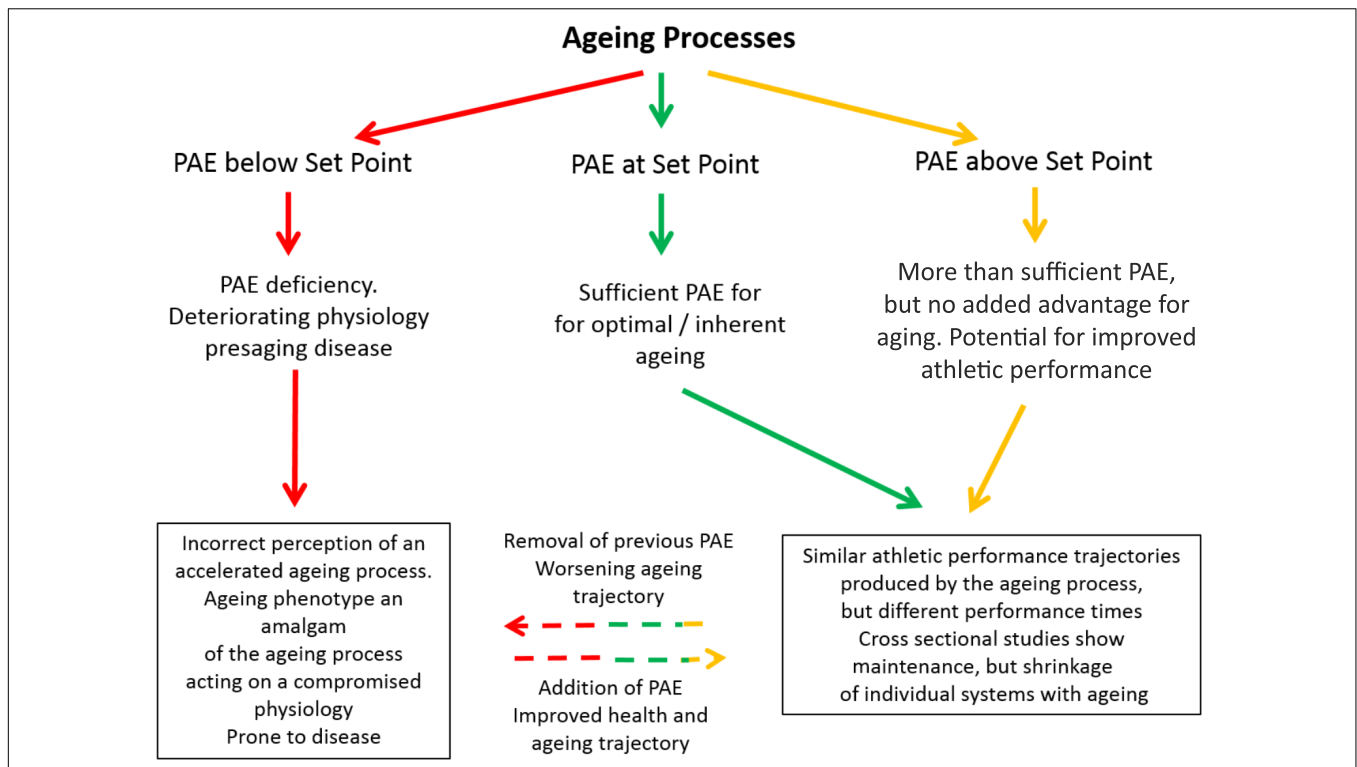 Ageing Processes
PAE below Set Point
PAE at Set Point
PAE above Set Point
PAE deficiency.
Deteriorating physiology
presaging disease
Sufficient PAE for
for optimal / inherent
ageing
More than sufficient PAE,
but no added advantage for
aging. Potential for improved
athletic performance
Incorrect perception of an
accelerated ageing process.
Ageing phenotype an
amalgam
of the ageing process
acting on a compromised
physiology
Prone to disease
Removal of previous PAE
Worsening ageing
trajectory
Addition of PAE
Improved health and
ageing trajectory
Similar athletic performance trajectories
produced by the ageing process,
but different performance times
Cross sectional studies show
maintenance, but shrinkage
of individual systems with ageing